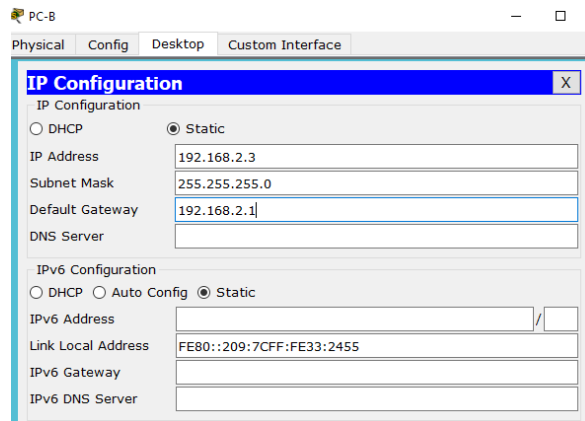 PC-B
Physical Config Desktop Custom Interface
IP Configuration X
IP Configuration
DHCP Static
IP Address 192.168.2.3
Subnet Mask 255.255.255.0
Default Gateway 192.168.2.1
DNS Server
IPv6 Configuration
DHCP Auto Config Static
IPv6 Address /
Link Local Address FE80::209:7CFF:FE33:2455
IPv6 Gateway
IPv6 DNS Server